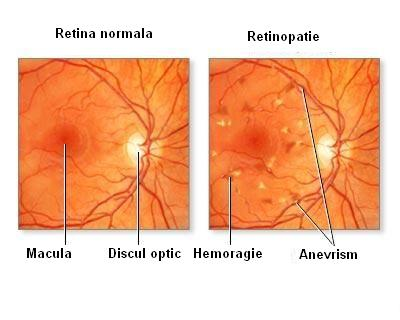 Retina normala
Retinopatie
Macula
Discul optic
Hemoragie
Anevrism